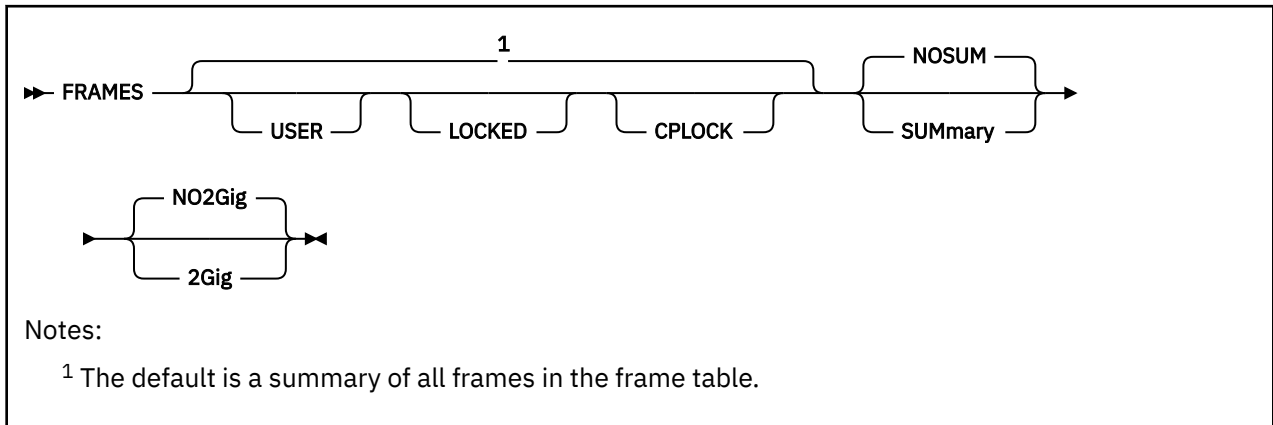 1
NOSUM
FRAMES
USER LOCKED CPLOCK SUMmary
NO2Gig
2Gig
Notes:
1 The default is a summary of all frames in the frame table.